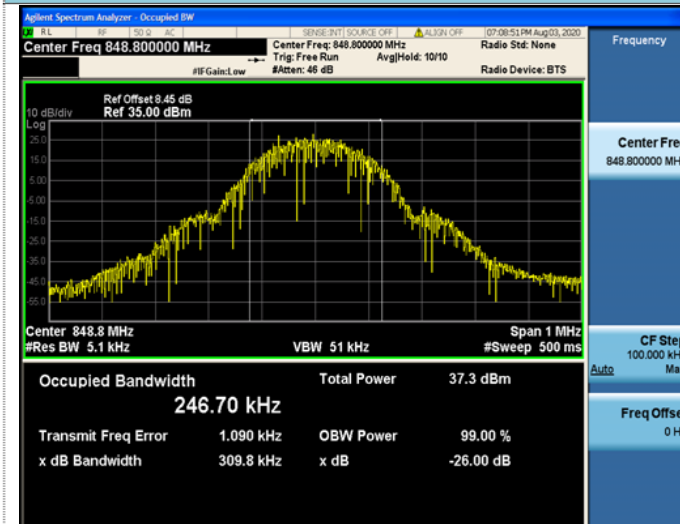 Agilent Spectrum Analyzer - Occupied BW
RL RF 50 Ω AC SENSE:INT SOURCE OFF ALIGN OFF 07:08:51 PM Aug 03, 2020
Center Freq 848.800000 MHz
Center Freq: 848.800000 MHz
Radio Std: None
Trig: Free Run Avg|Hold: 10/10
#IFGain:Low #Atten: 46 dB Radio Device: BTS
Ref Offset 8.45 dB
10 dB/div Ref 35.00 dBm
Log
25.0
15.0
5.00
-5.00
-15.0
-25.0
-35.0
-45.0
-55.0
Center 848.8 MHz Span 1 MHz
#Res BW 5.1 kHz VBW 51 kHz #Sweep 500 ms
Occupied Bandwidth Total Power 37.3 dBm
246.70 kHz
Transmit Freq Error 1.090 kHz OBW Power 99.00 %
x dB Bandwidth 309.8 kHz x dB -26.00 dB
Frequency
Center Fre
848.800000 MH
CF Ste
100.000 kH
Auto Ma
Freq Offse
0 H